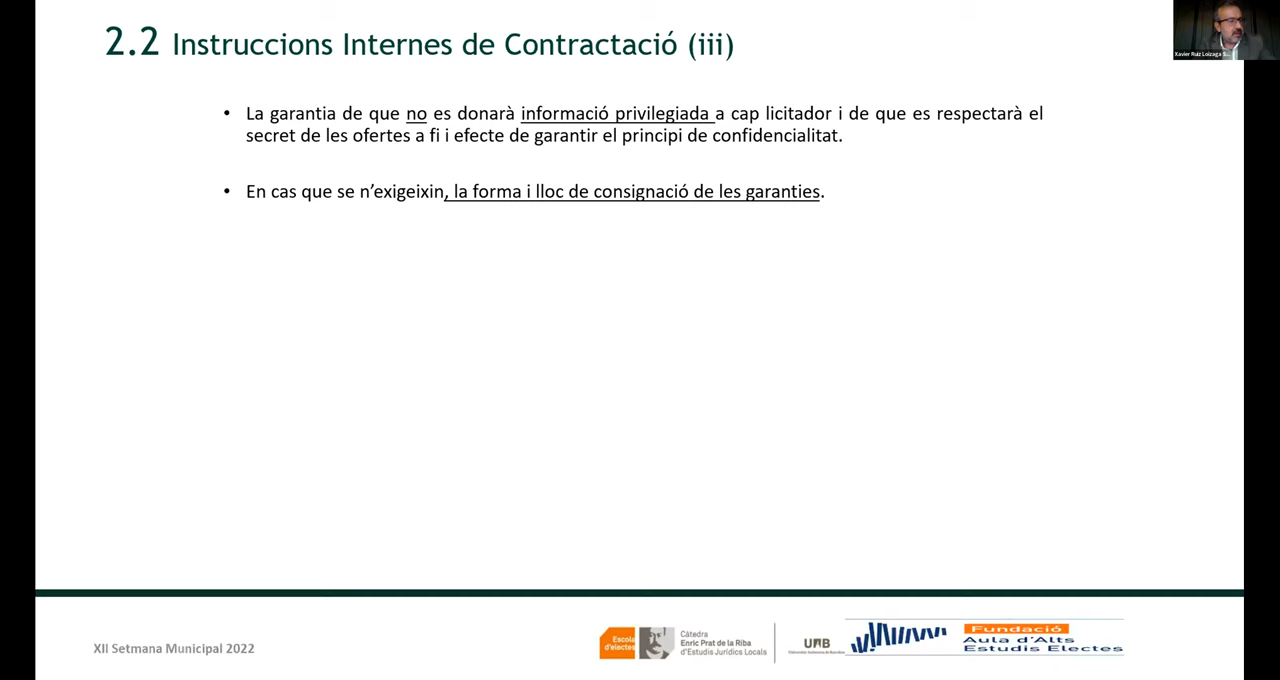 2.2 Instruccions Internes de Contractació (iii)
Xavier Ruiz Loizaga S...
• La garantia de que no es donarà informació privilegiada a cap licitador i de que es respectarà el
secret de les ofertes a fi i efecte de garantir el principi de confidencialitat.
• En cas que se n’exigeixin, la forma i lloc de consignació de les garanties.
XII Setmana Municipal 2022
Escola
d'electes
Càtedra
Enric Prat de la Riba
d'Estudis Jurídics Locals
UAB
Universitat Autònoma de Barcelona
Fundació
Aula d'Alts
Estudis Electes